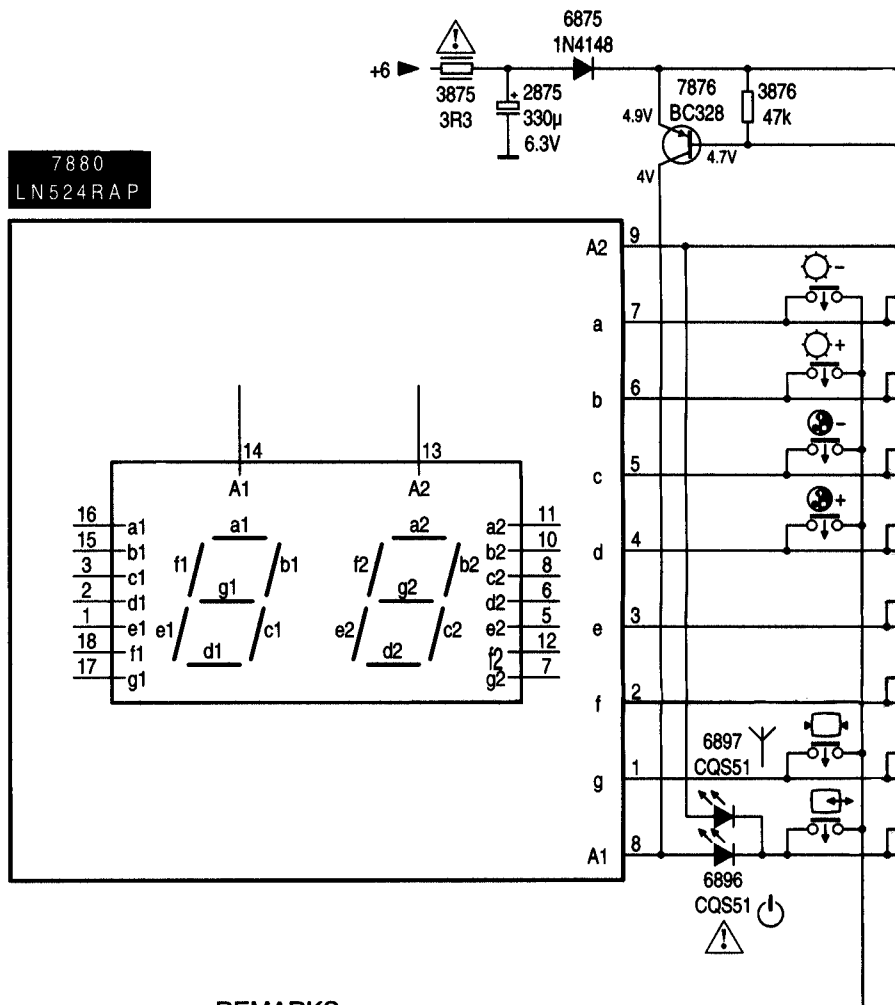 6875
1N4148
+6
3875
3R3
+ 2875
330µ
6.3V
7876
BC328
3876
47k
4.9V
4.7V
4V
7880
LN524RAP
A2 9
a 7
b 6
c 5
d 4
e 3
f 2
g 1
A1 8
14
13
A1
A2
16 a1
15 b1
3 c1
2 d1
1 e1
18 f1
17 g1
a1
f1
b1
g1
e1
c1
d1
a2
f2
b2
g2
e2
c2
d2
a2 11
b2 10
c2 8
d2 6
e2 5
f2 12
g2 7
-
+
-
+
6897
CQS51
6896
CQS51
REMARKS